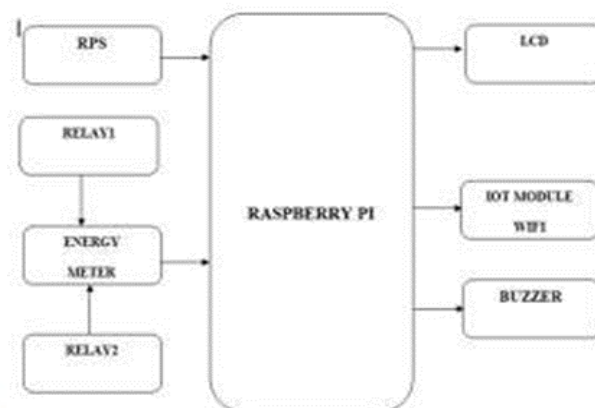 RPS
RELAY1
ENERGY
METER
RELAY2
RASPBERRY PI
LCD
IOT MODULE
WIFI
BUZZER